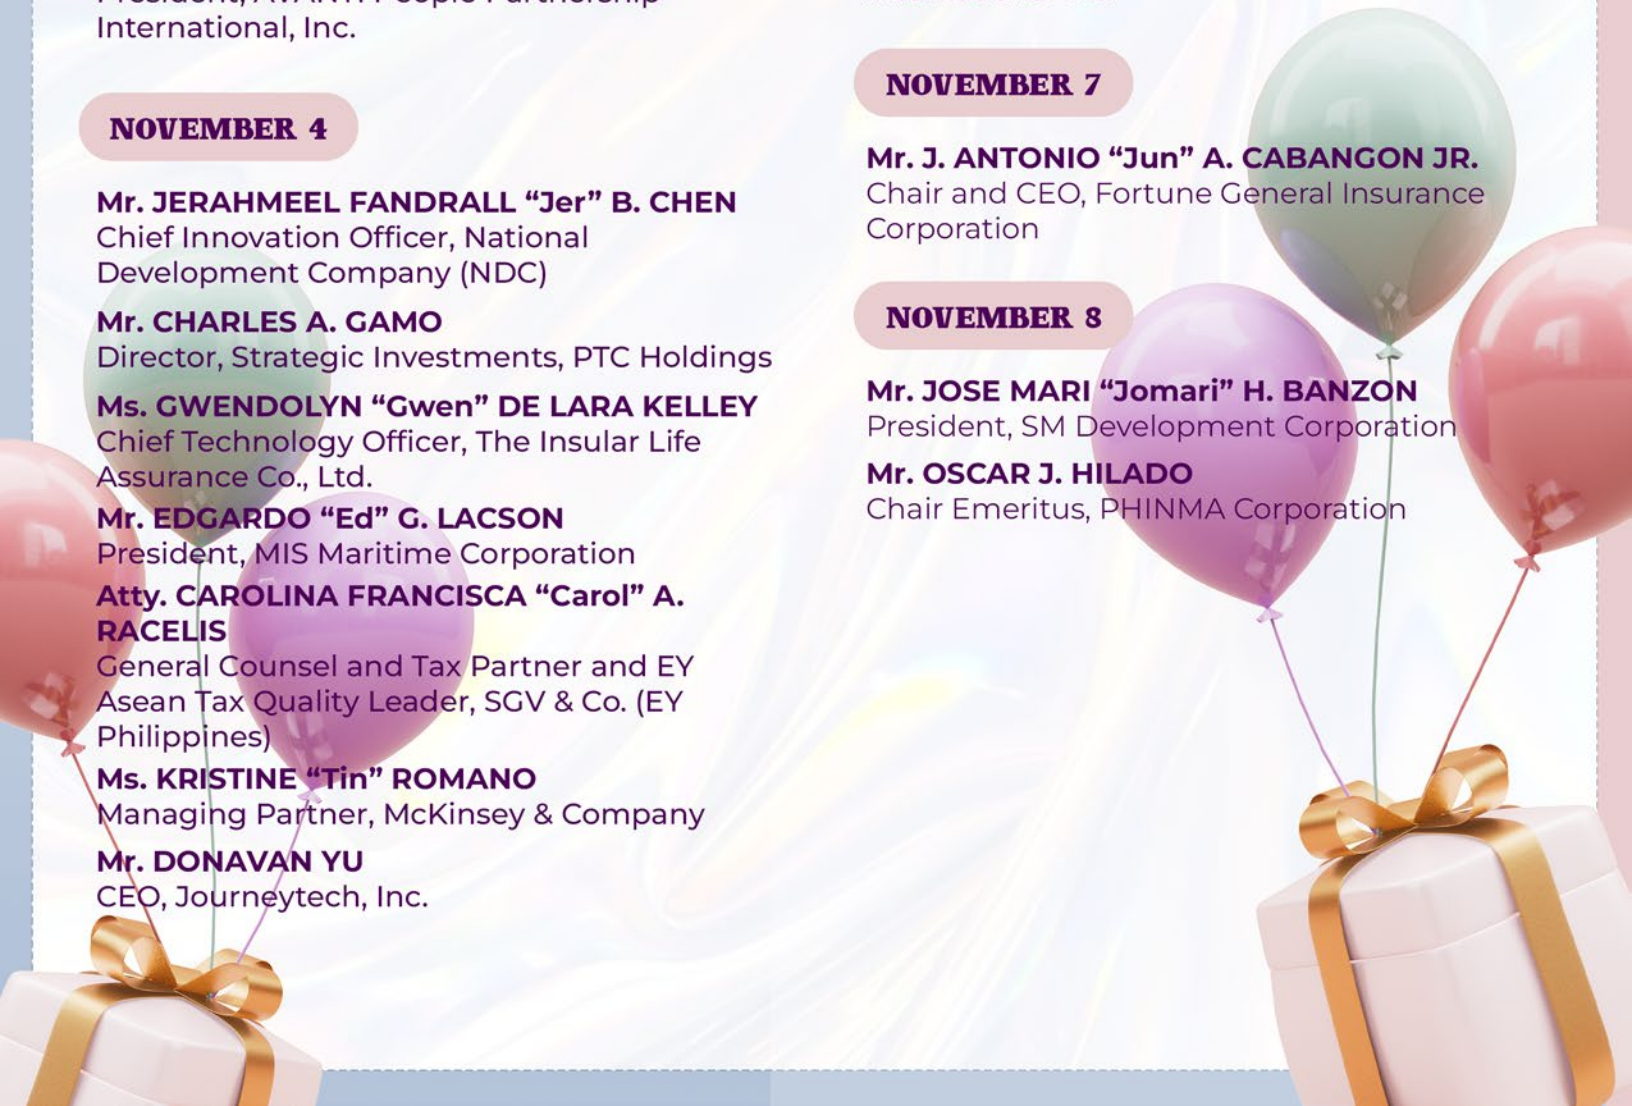 International, Inc.
NOVEMBER 4
Mr. JERAHMEEL FANDRALL “Jer” B. CHEN
Chief Innovation Officer, National
Development Company (NDC)
Mr. CHARLES A. GAMO
Director, Strategic Investments, PTC Holdings
Ms. GWENDOLYN “Gwen” DE LARA KELLEY
Chief Technology Officer, The Insular Life
Assurance Co., Ltd.
Mr. EDGARDO “Ed” G. LACSON
President, MIS Maritime Corporation
Atty. CAROLINA FRANCISCA “Carol” A.
RACELIS
General Counsel and Tax Partner and EY
Asean Tax Quality Leader, SGV & Co. (EY
Philippines)
Ms. KRISTINE “Tin” ROMANO
Managing Partner, McKinsey & Company
Mr. DONAVAN YU
CEO, Journeytech, Inc.
NOVEMBER 7
Mr. J. ANTONIO “Jun” A. CABANGON JR.
Chair and CEO, Fortune General Insurance
Corporation
NOVEMBER 8
Mr. JOSE MARI “Jomari” H. BANZON
President, SM Development Corporation
Mr. OSCAR J. HILADO
Chair Emeritus, PHINMA Corporation